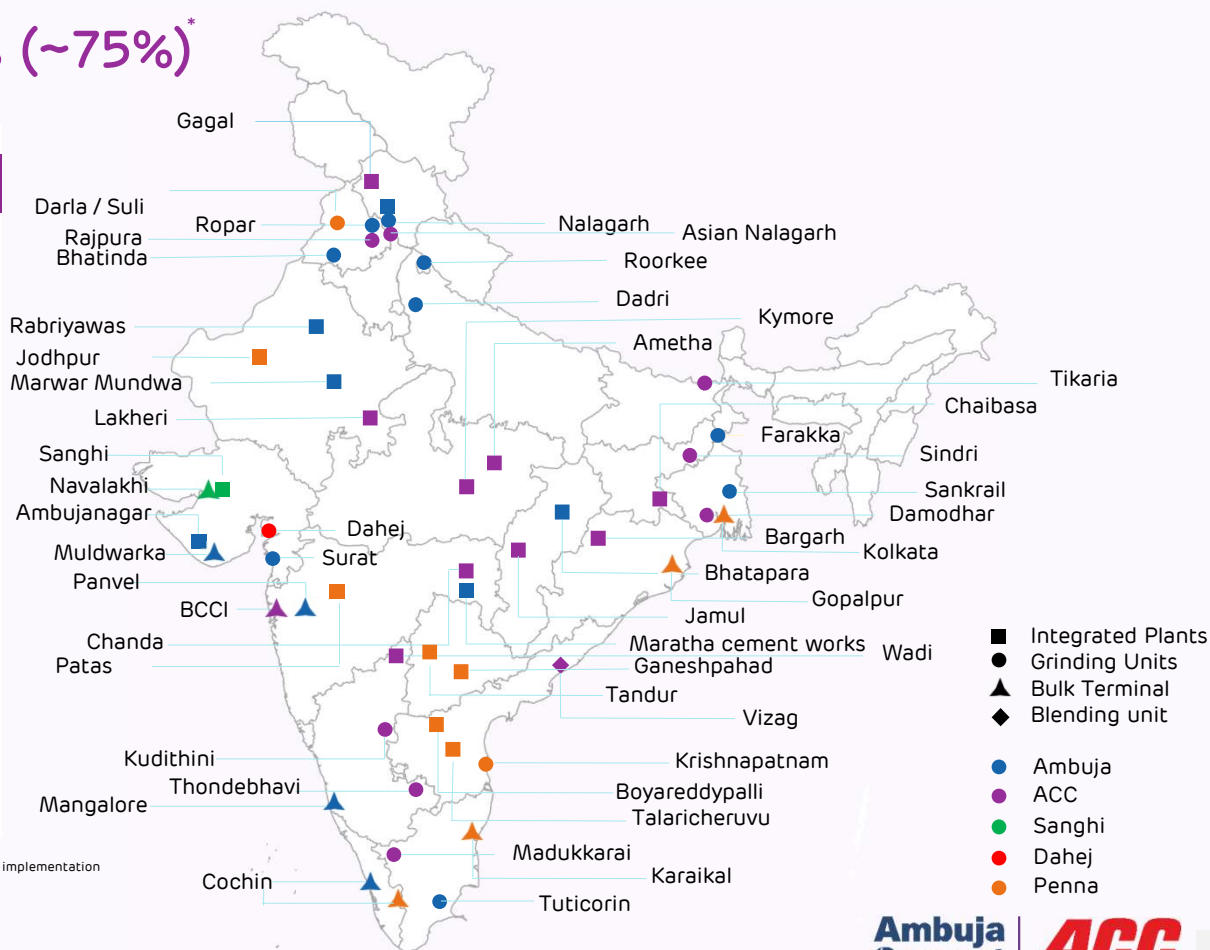 (~75%)*
Gagal
Darla / Suli
Ropar
Nalagarh
Rajpura
Asian Nalagarh
Bhatinda
Roorkee
Dadri
Rabriyawas
Kymore
Ametha
Jodhpur
Marwar Mundwa
Tikaria
Chaibasa
Lakheri
Farakka
Sanghi
Sindri
Navalakhi
Sankrail
Ambujanagar
Damodhar
Dahej
Bargarh
Muldwarka
Surat
Kolkata
Panvel
Bhatapara
BCCI
Gopalpur
Jamul
Chanda
Maratha cement works
Wadi
Patas
Ganeshpahad
Tandur
Vizag
Kudithini
Krishnapatnam
Thondebhavi
Boyareddypalli
Mangalore
Talaricheruvu
Madukkarai
implementation
Karaikal
Cochin
Tuticorin
Integrated Plants
Grinding Units
Bulk Terminal
Blending unit
Ambuja
ACC
Sanghi
Dahej
Penna
Ambuja
ACC